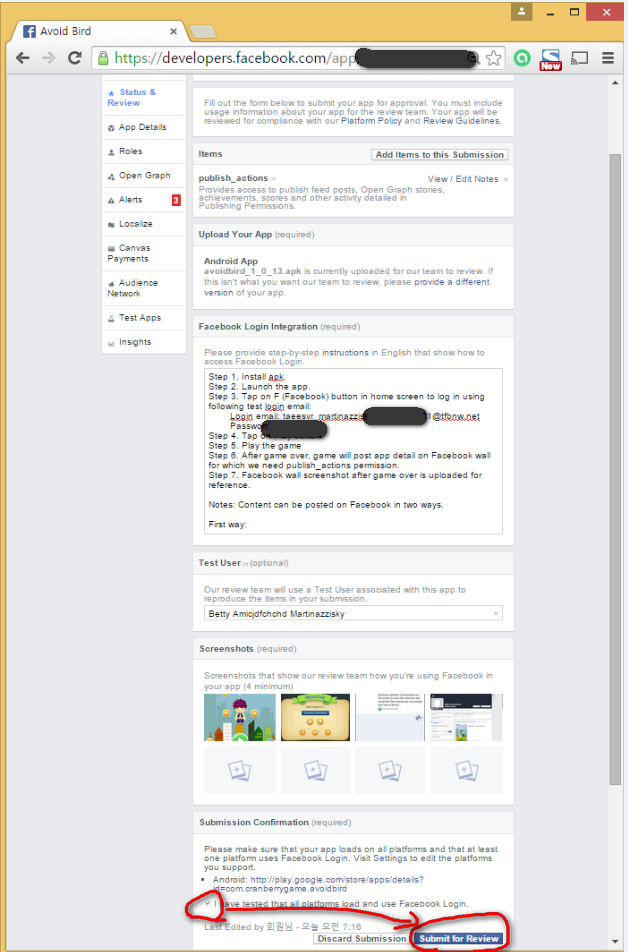 Avoid Bird
https://developers.facebook.com/app
New
Status &
Review
App Details
Roles
Open Graph
Alerts
3
Localize
Canvas
Payments
Audience
Network
Test Apps
Insights
Fill out the form below to submit your app for approval. You must include
usage information about your app for the review team. Your app will be
reviewed for compliance with our Platform Policy and Review Guidelines.
Items
Add Items to this Submission
publish_actions [?]
View / Edit Notes ×
Provides access to publish feed posts, Open Graph stories,
achievements, scores and other activity detailed in
Publishing Permissions.
Upload Your App (required)
Android App
avoidbird_1_0_13.apk is currently uploaded for our team to review. If
this isn't what you want our team to review, please provide a different
version of your app.
Facebook Login Integration (required)
Please provide step-by-step instructions in English that show how to
access Facebook Login.
Step 1. Install apk.
Step 2. Launch the app.
Step 3. Tap on F (Facebook) button in home screen to log in using
following test login email:
Login email: taeesvr_martinazzis 1@tfbnw.net
Passwor
Step 4. Tap on
Step 5. Play the game
Step 6. After game over, game will post app detail on Facebook wall
for which we need publish_actions permission.
Step 7. Facebook wall screenshot after game over is uploaded for
reference.
Notes: Content can be posted on Facebook in two ways.
First way:
Test User [?] (optional)
Our review team will use a Test User associated with this app to
reproduce the items in your submission.
Betty Amicjdfchchd Martinazzisky ×
Screenshots (required)
Screenshots that show our review team how you're using Facebook in
your app (4 minimum)
Submission Confirmation (required)
Please make sure that your app loads on all platforms and that at least
one platform uses Facebook Login. Visit Settings to edit the platforms
you support.
Android: http://play.google.com/store/apps/details?
id=com.cranberrygame.avoidbird
I have tested that all platforms load and use Facebook Login.
Last Edited by 회원님 - 오늘 오전 7:16
Discard Submission
Submit for Review